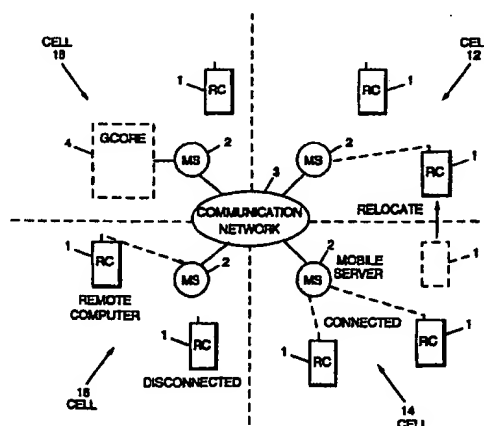 CELL
18
1
RC
4
GCORE
2
MS
1
RC
CEL
12
2
MS
1
RC
3
COMMUNICATION
NETWORK
RELOCATE
1
1
RC
REMOTE
COMPUTER
2
MS
2
MS
MOBILE
SERVER
CONNECTED
1
RC
DISCONNECTED
1
RC
1
RC
16
CELL
14
CELL